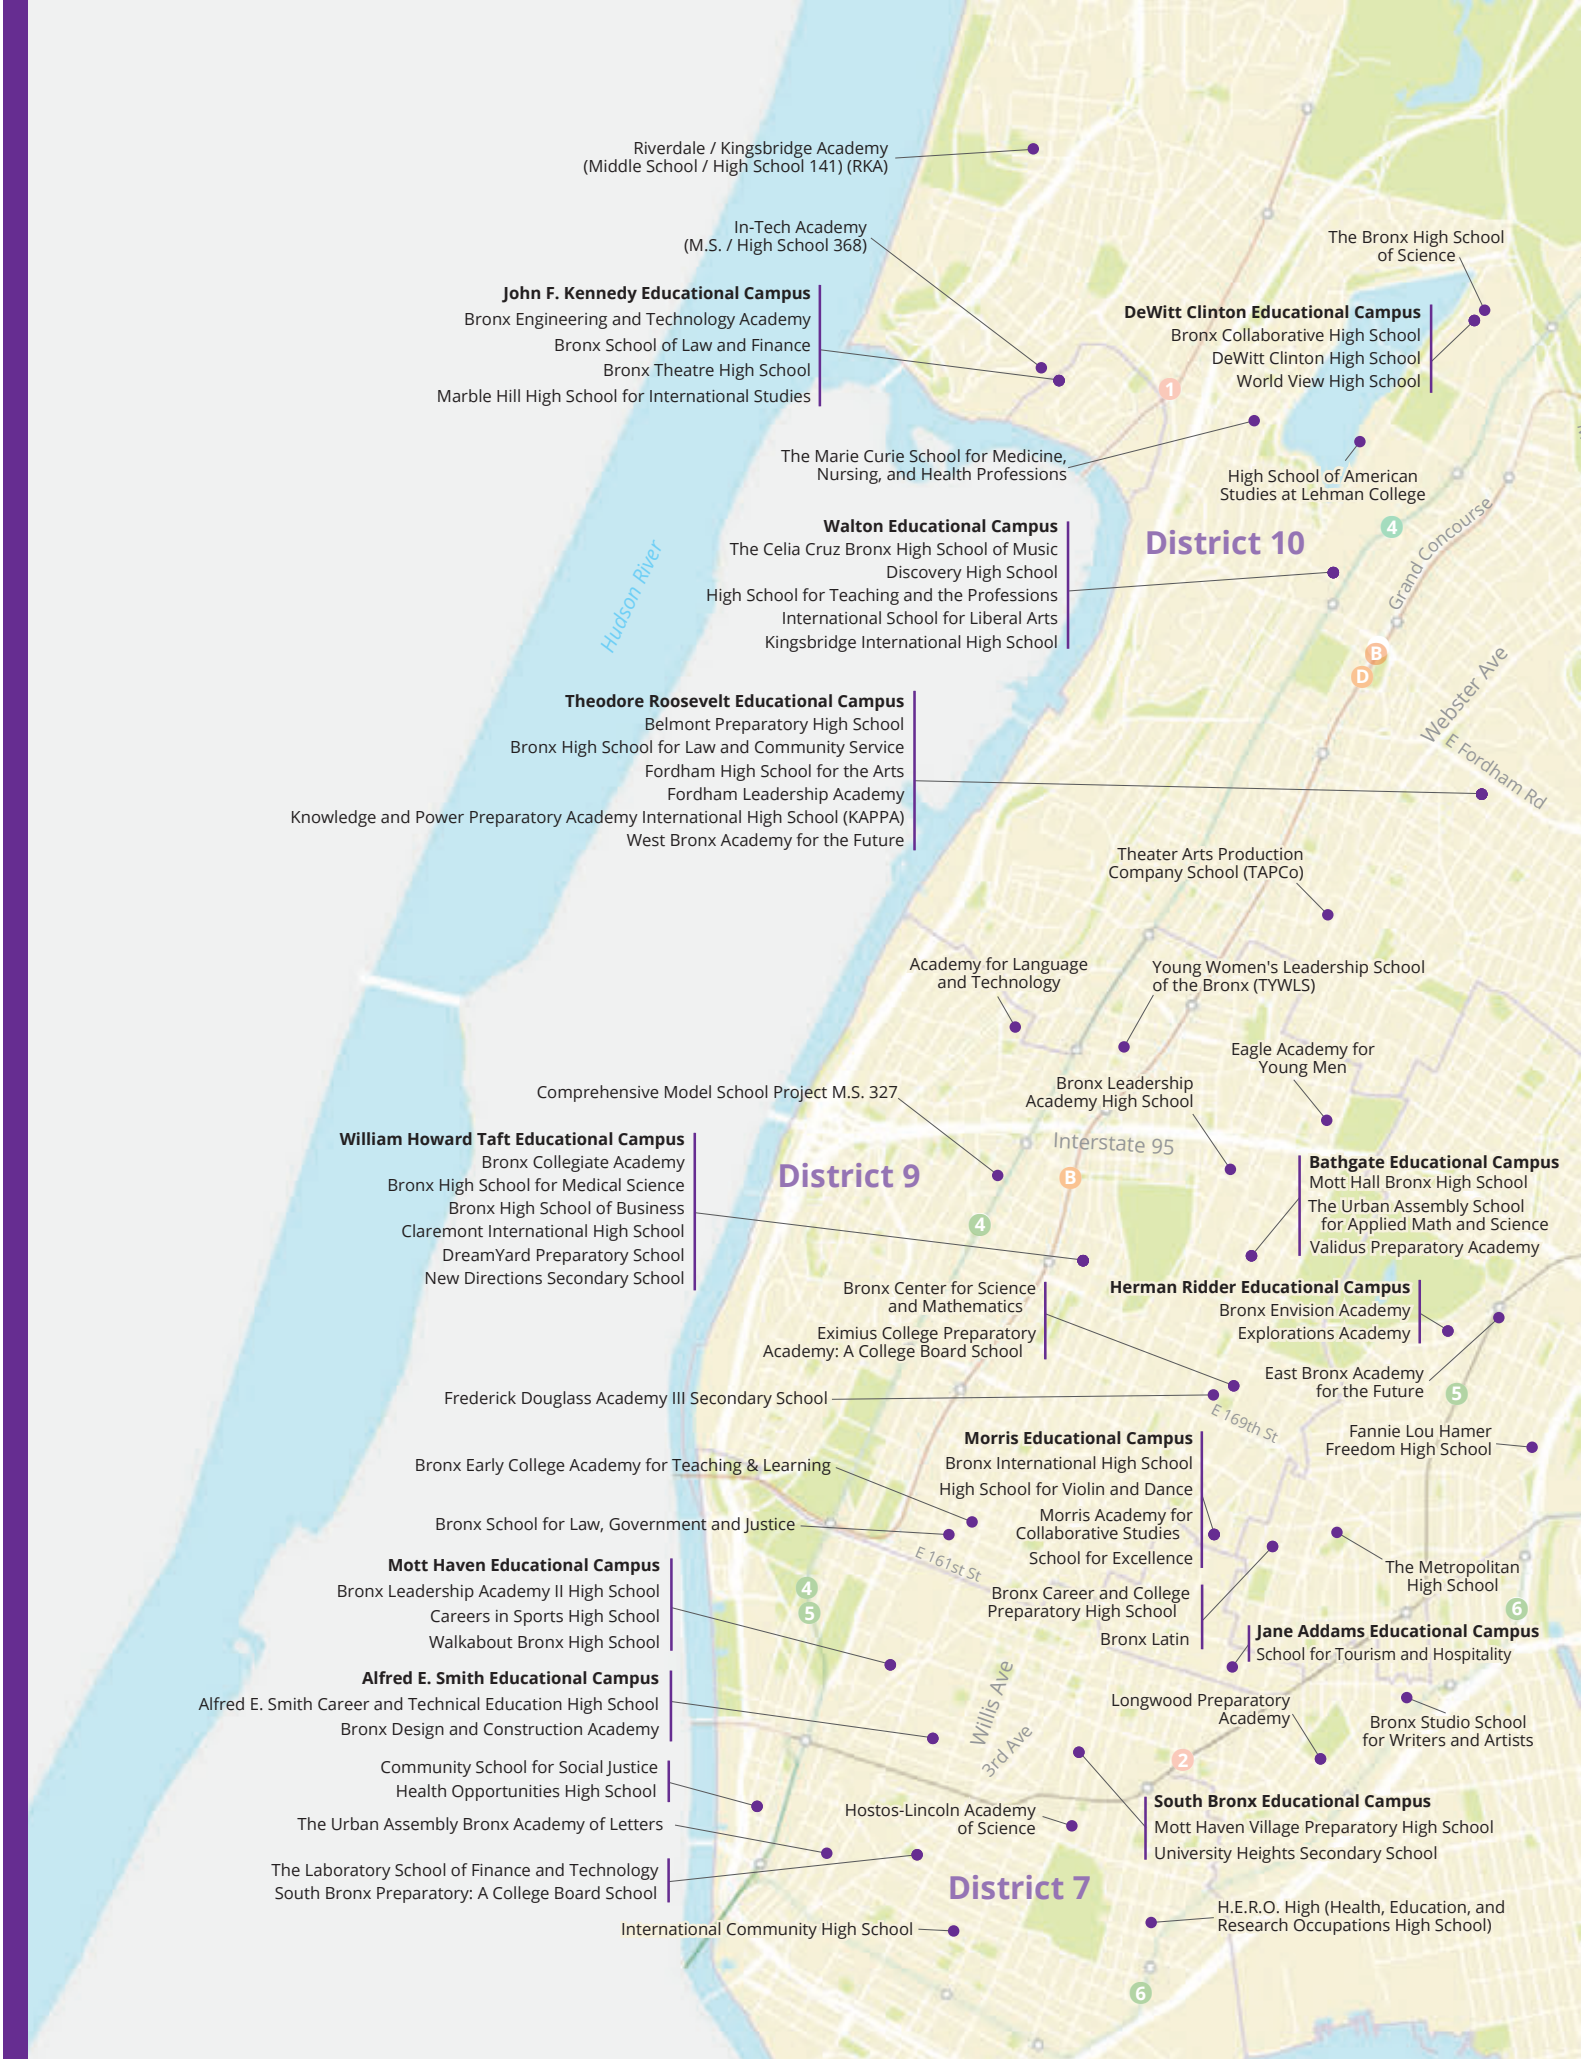 Riverdale / Kingsbridge Academy
(Middle School / High School 141) (RKA)
In-Tech Academy
(M.S. / High School 368)
The Bronx High School
of Science
John F. Kennedy Educational Campus
Bronx Engineering and Technology Academy
Bronx School of Law and Finance
Bronx Theatre High School
Marble Hill High School for International Studies
DeWitt Clinton Educational Campus
Bronx Collaborative High School
DeWitt Clinton High School
World View High School
1
The Marie Curie School for Medicine,
Nursing, and Health Professions
High School of American
Studies at Lehman College
4
Grand Concourse
District 10
Hudson River
Walton Educational Campus
The Celia Cruz Bronx High School of Music
Discovery High School
High School for Teaching and the Professions
International School for Liberal Arts
Kingsbridge International High School
B
D
Webster Ave
E Fordham Rd
Theodore Roosevelt Educational Campus
Belmont Preparatory High School
Bronx High School for Law and Community Service
Fordham High School for the Arts
Fordham Leadership Academy
Knowledge and Power Preparatory Academy International High School (KAPPA)
West Bronx Academy for the Future
Theater Arts Production
Company School (TAPCo)
Academy for Language
and Technology
Young Women's Leadership School
of the Bronx (TYWLS)
Eagle Academy for
Young Men
Bronx Leadership
Academy High School
Comprehensive Model School Project M.S. 327
Interstate 95
District 9
B
4
William Howard Taft Educational Campus
Bronx Collegiate Academy
Bronx High School for Medical Science
Bronx High School of Business
Claremont International High School
DreamYard Preparatory School
New Directions Secondary School
Bathgate Educational Campus
Mott Hall Bronx High School
The Urban Assembly School
for Applied Math and Science
Validus Preparatory Academy
Bronx Center for Science
and Mathematics
Eximius College Preparatory
Academy: A College Board School
Herman Ridder Educational Campus
Bronx Envision Academy
Explorations Academy
East Bronx Academy
for the Future
5
Frederick Douglass Academy III Secondary School
E 169th St
Fannie Lou Hamer
Freedom High School
Morris Educational Campus
Bronx International High School
High School for Violin and Dance
Morris Academy for
Collaborative Studies
School for Excellence
Bronx Early College Academy for Teaching & Learning
Bronx School for Law, Government and Justice
E 161st St
The Metropolitan
High School
Mott Haven Educational Campus
Bronx Leadership Academy II High School
Careers in Sports High School
Walkabout Bronx High School
4
5
Bronx Career and College
Preparatory High School
Bronx Latin
6
Jane Addams Educational Campus
School for Tourism and Hospitality
Alfred E. Smith Educational Campus
Alfred E. Smith Career and Technical Education High School
Bronx Design and Construction Academy
Willis Ave
3rd Ave
Longwood Preparatory
Academy
Bronx Studio School
for Writers and Artists
2
Community School for Social Justice
Health Opportunities High School
The Urban Assembly Bronx Academy of Letters
Hostos-Lincoln Academy
of Science
South Bronx Educational Campus
Mott Haven Village Preparatory High School
University Heights Secondary School
The Laboratory School of Finance and Technology
South Bronx Preparatory: A College Board School
District 7
International Community High School
H.E.R.O. High (Health, Education, and
Research Occupations High School)
6